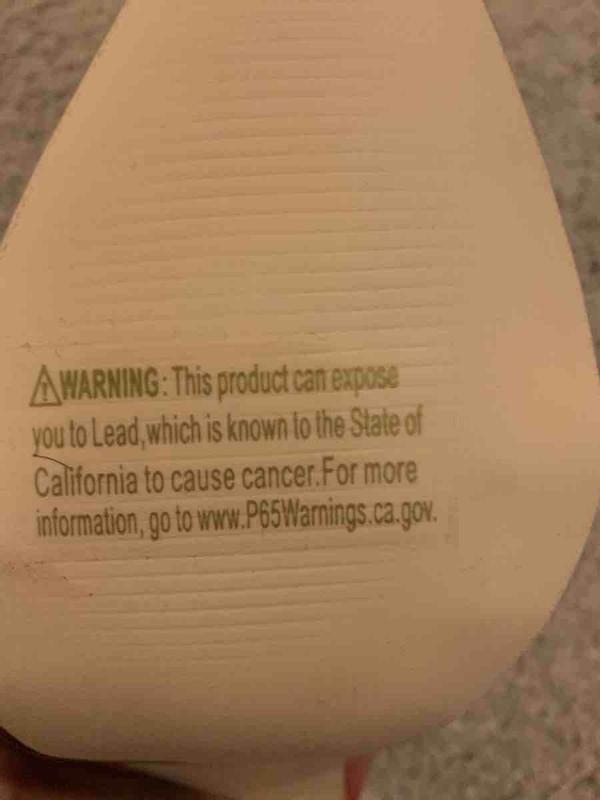 ⚠WARNING: This product can expose
you to Lead,which is known to the State of
California to cause cancer.For more
information, go to www.P65Warnings.ca.gov.